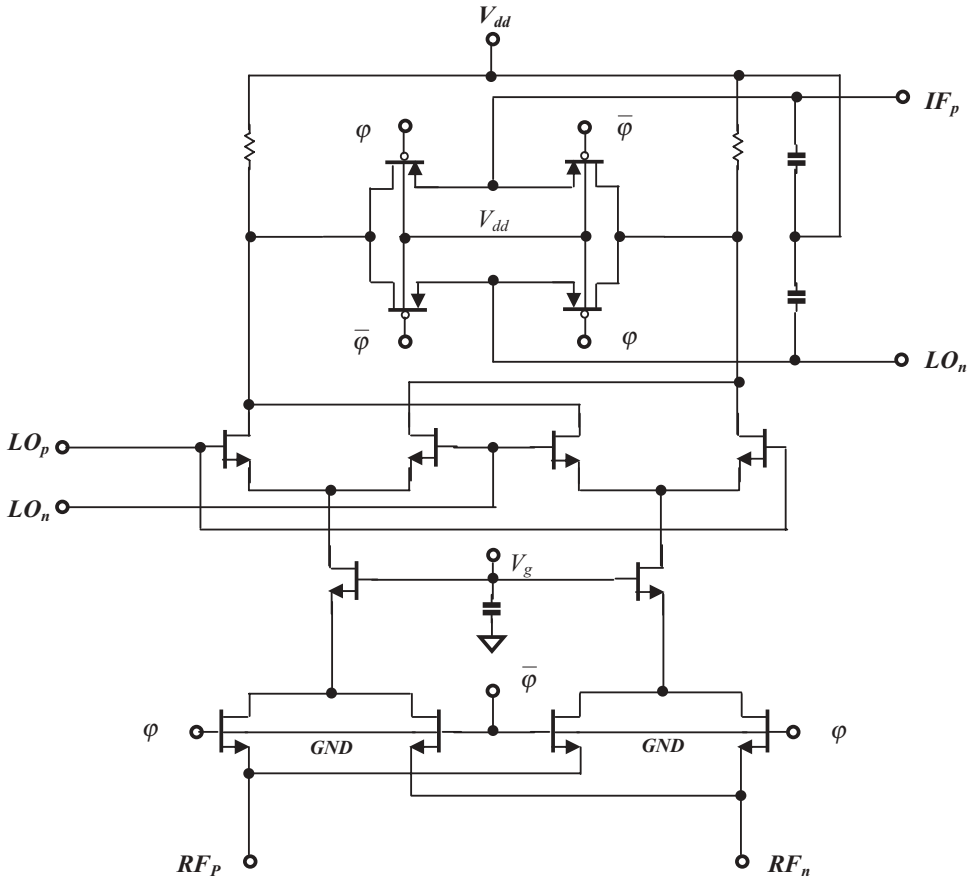 V_dd
IF_p
φ
φ̅
V_dd
φ̅
φ
LO_n
LO_p
LO_n
V_g
φ̅
φ
GND
GND
φ
RF_P
RF_n